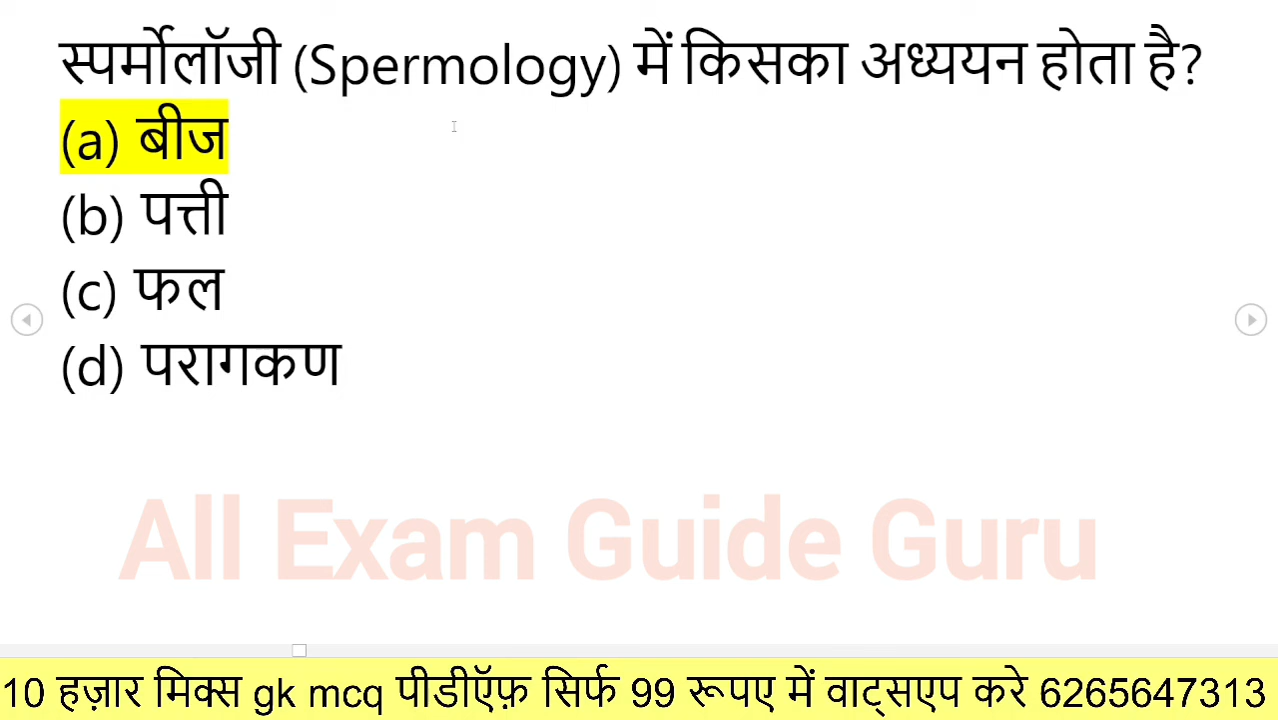 स्पर्मोलॉजी (Spermology) में किसका अध्ययन होता है?
(a) बीज
(b) पत्ती
(c) फल
(d) परागकण
All Exam Guide Guru
10 हज़ार मिक्स gk mcq पीडीऍफ़ सिर्फ 99 रूपए में वाट्सएप करे 6265647313